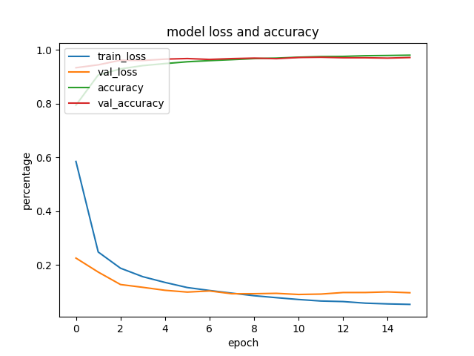 model loss and accuracy
train_loss
val_loss
accuracy
val_accuracy
percentage
1.0
0.8
0.6
0.4
0.2
0 2 4 6 8 10 12 14
epoch